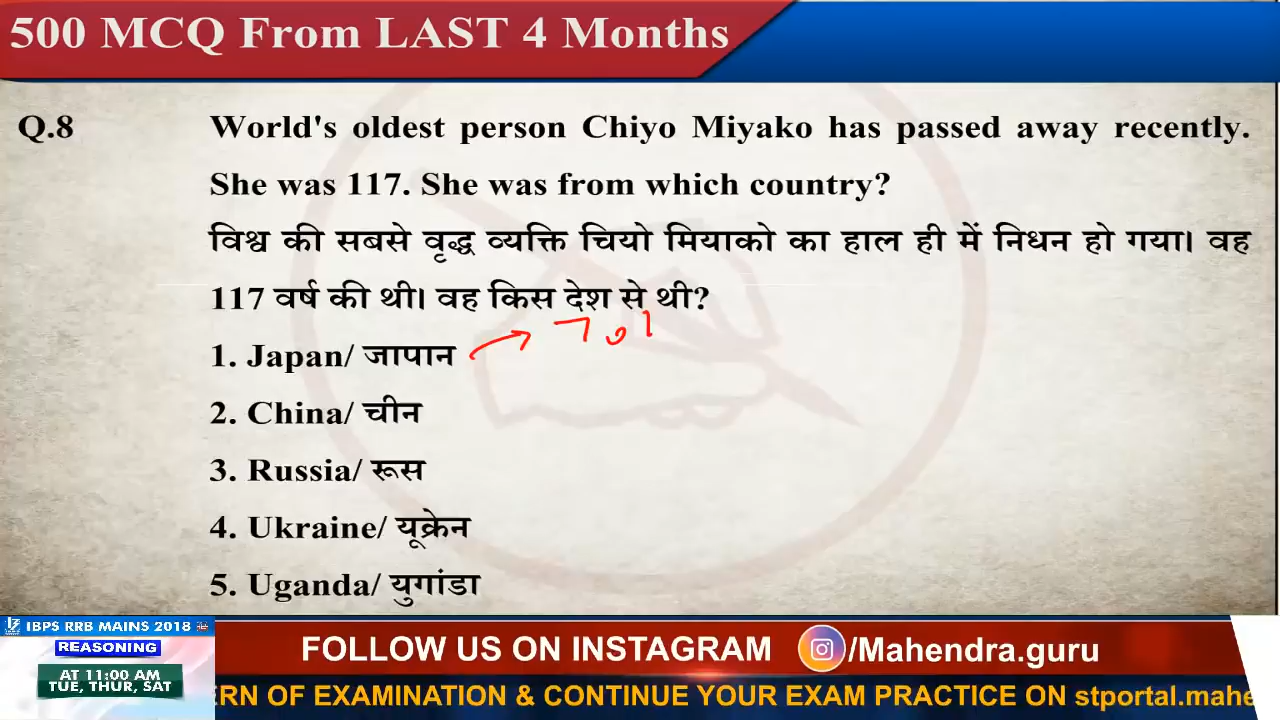 500 MCQ From LAST 4 Months
Q.8 World's oldest person Chiyo Miyako has passed away recently.
She was 117. She was from which country?
विश्व की सबसे वृद्ध व्यक्ति चियो मियाको का हाल ही में निधन हो गया। वह
117 वर्ष की थी। वह किस देश से थी?
1. Japan/ जापान
2. China/ चीन
3. Russia/ रूस
4. Ukraine/ यूक्रेन
5. Uganda/ युगांडा
IBPS RRB MAINS 2018
REASONING
AT 11:00 AM
TUE, THUR, SAT
FOLLOW US ON INSTAGRAM /Mahendra.guru
ERN OF EXAMINATION & CONTINUE YOUR EXAM PRACTICE ON stportal.mahe